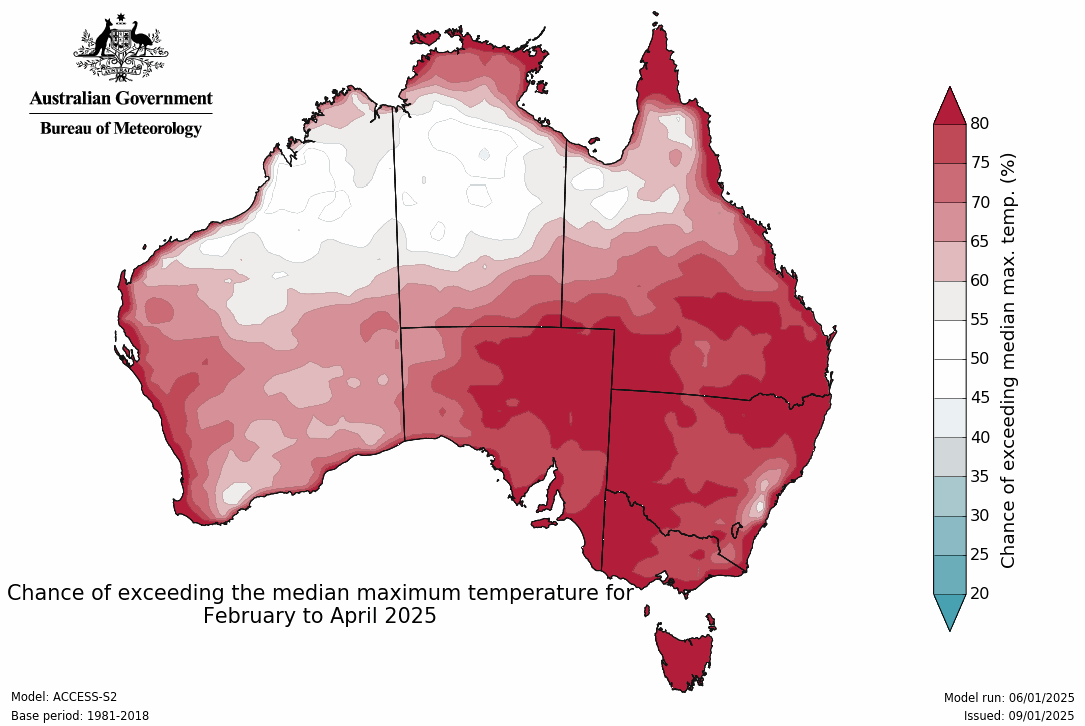 Australian Government
Bureau of Meteorology
80
75
70
65
60
55
50
45
40
35
30
25
20
Chance of exceeding median max. temp. (%)
Chance of exceeding the median maximum temperature for
February to April 2025
Model: ACCESS-S2
Base period: 1981-2018
Model run: 06/01/2025
Issued: 09/01/2025